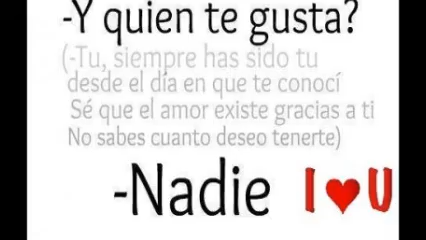 -Y quien te gusta?
(-Tu, siempre has sido tu
desde el día en que te conocí
Sé que el amor existe gracias a ti
No sabes cuanto deseo tenerte)
-Nadie I♥U